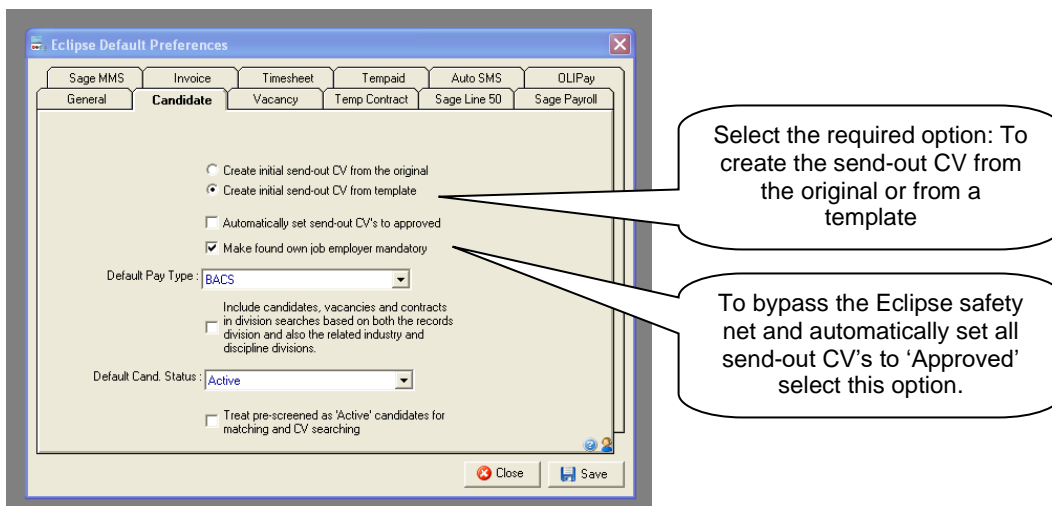 Eclipse Default Preferences
Sage MMS Invoice Timesheet Tempaid Auto SMS OLIPay
General Candidate Vacancy Temp Contract Sage Line 50 Sage Payroll
Create initial send-out CV from the original
Create initial send-out CV from template
Automatically set send-out CV's to approved
Make found own job employer mandatory
Default Pay Type : BACS
Include candidates, vacancies and contracts
in division searches based on both the records
division and also the related industry and
discipline divisions.
Default Cand. Status : Active
Treat pre-screened as 'Active' candidates for
matching and CV searching
Close Save
Select the required option: To
create the send-out CV from
the original or from a
template
To bypass the Eclipse safety
net and automatically set all
send-out CV’s to ‘Approved’
select this option.